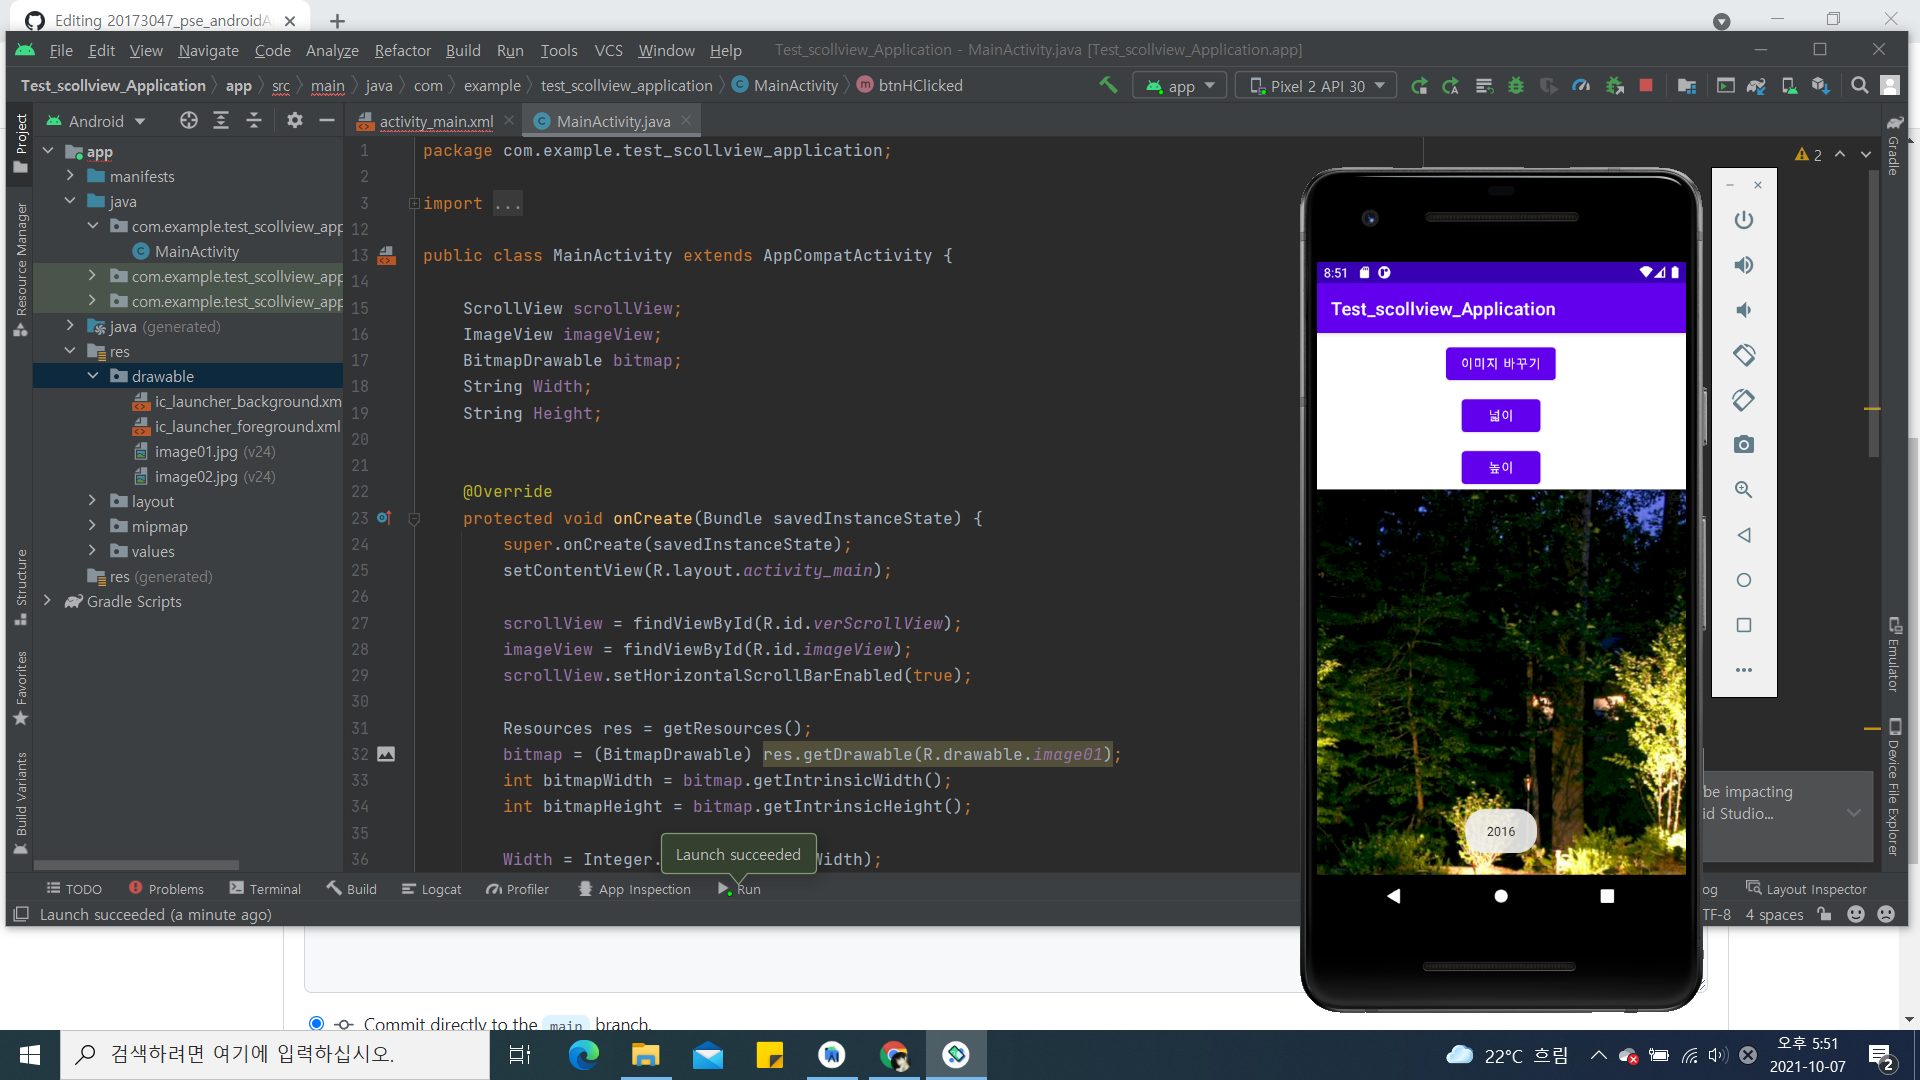 Editing 20173047_pse_androidA
File Edit View Navigate Code Analyze Refactor Build Run Tools VCS Window Help Test_scollview_Application - MainActivity.java [Test_scollview_Application.app]
Test_scollview_Application app src main java com example test_scollview_application MainActivity btnHClicked app Pixel 2 API 30
Android
activity_main.xml MainActivity.java
Project
Resource Manager
Structure
Favorites
Build Variants
app
manifests
java
com.example.test_scollview_app
MainActivity
com.example.test_scollview_app
com.example.test_scollview_app
java (generated)
res
drawable
ic_launcher_background.xm
ic_launcher_foreground.xml
image01.jpg (v24)
image02.jpg (v24)
layout
mipmap
values
res (generated)
Gradle Scripts
1 package com.example.test_scollview_application;
2
3 import ...
12
13 public class MainActivity extends AppCompatActivity {
14
15 ScrollView scrollView;
16 ImageView imageView;
17 BitmapDrawable bitmap;
18 String Width;
19 String Height;
20
21
22 @Override
23 protected void onCreate(Bundle savedInstanceState) {
24 super.onCreate(savedInstanceState);
25 setContentView(R.layout.activity_main);
26
27 scrollView = findViewById(R.id.verScrollView);
28 imageView = findViewById(R.id.imageView);
29 scrollView.setHorizontalScrollBarEnabled(true);
30
31 Resources res = getResources();
32 bitmap = (BitmapDrawable) res.getDrawable(R.drawable.image01);
33 int bitmapWidth = bitmap.getIntrinsicWidth();
34 int bitmapHeight = bitmap.getIntrinsicHeight();
35
36 Width = Integer. Width);
Launch succeeded
2
8:51
Test_scollview_Application
이미지 바꾸기
넓이
높이
2016
Gradle
Emulator
Device File Explorer
be impacting
id Studio...
TODO Problems Terminal Build Logcat Profiler App Inspection Run og Layout Inspector
Launch succeeded (a minute ago) TF-8 4 spaces
Commit directly to the main branch.
검색하려면 여기에 입력하십시오.
22°C 흐림
오후 5:51
2021-10-07
2